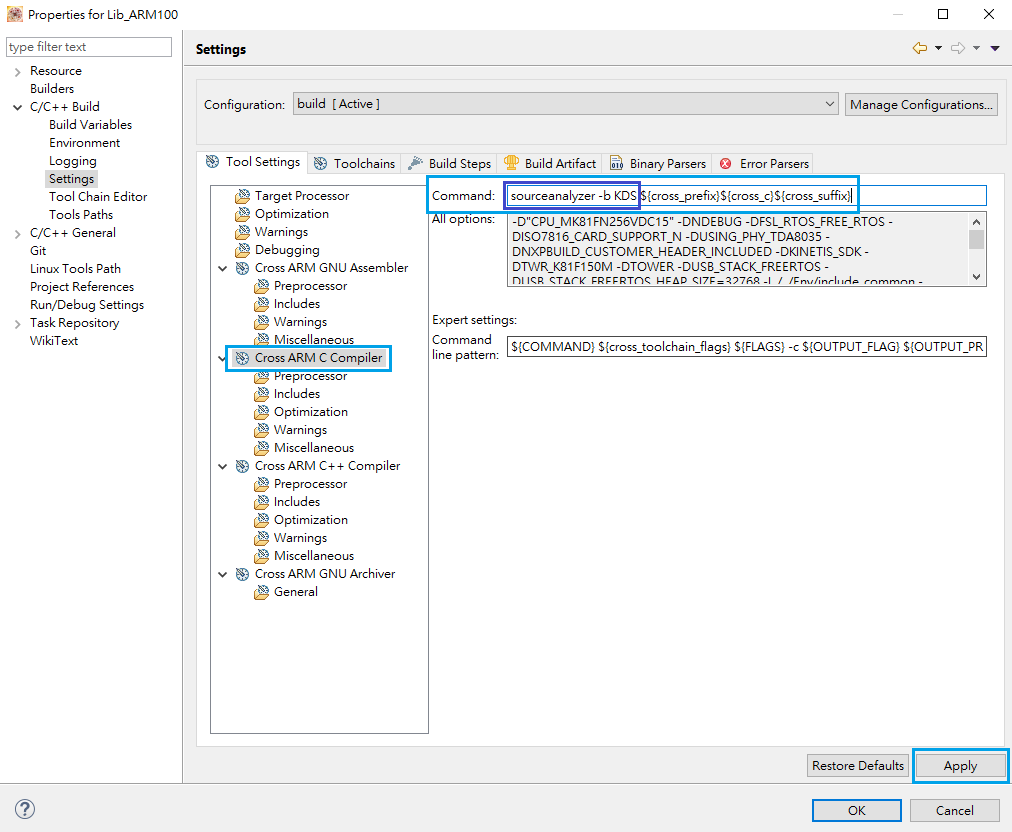 Properties for Lib_ARM100
type filter text
Resource
Builders
C/C++ Build
Build Variables
Environment
Logging
Settings
Tool Chain Editor
Tools Paths
C/C++ General
Git
Linux Tools Path
Project References
Run/Debug Settings
Task Repository
WikiText
Settings
Configuration: build [ Active ] Manage Configurations...
Tool Settings Toolchains Build Steps Build Artifact Binary Parsers Error Parsers
Target Processor
Optimization
Warnings
Debugging
Cross ARM GNU Assembler
Preprocessor
Includes
Warnings
Miscellaneous
Cross ARM C Compiler
Preprocessor
Includes
Optimization
Warnings
Miscellaneous
Cross ARM C++ Compiler
Preprocessor
Includes
Optimization
Warnings
Miscellaneous
Cross ARM GNU Archiver
General
Command: sourceanalyzer -b KDS ${cross_prefix}${cross_c}${cross_suffix}
All options: -D"CPU_MK81FN256VDC15" -DNDEBUG -DFSL_RTOS_FREE_RTOS -
DISO7816_CARD_SUPPORT_N -DUSING_PHY_TDA8035 -
DNXPBUILD_CUSTOMER_HEADER_INCLUDED -DKINETIS_SDK -
DTWR_K81F150M -DTOWER -DUSB_STACK_FREERTOS -
DUSB_STACK_FREERTOS_HEAP_SIZE=32768 -I../../Env/include_common -
Expert settings:
Command
line pattern: ${COMMAND} ${cross_toolchain_flags} ${FLAGS} -c ${OUTPUT_FLAG} ${OUTPUT_PR
Restore Defaults Apply
OK Cancel